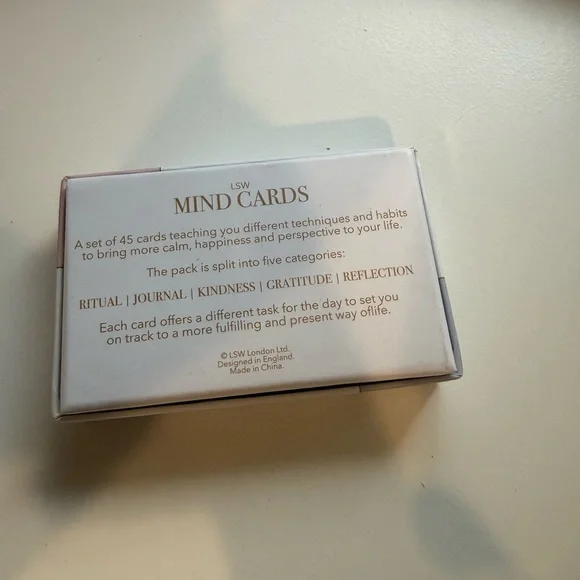 LSW
MIND CARDS
A set of 45 cards teaching you different techniques and habits
to bring more calm, happiness and perspective to your life.
The pack is split into five categories:
RITUAL | JOURNAL | KINDNESS | GRATITUDE | REFLECTION
Each card offers a different task for the day to set you
on track to a more fulfilling and present way oflife.
© LSW London Ltd.
Designed in England.
Made in China.